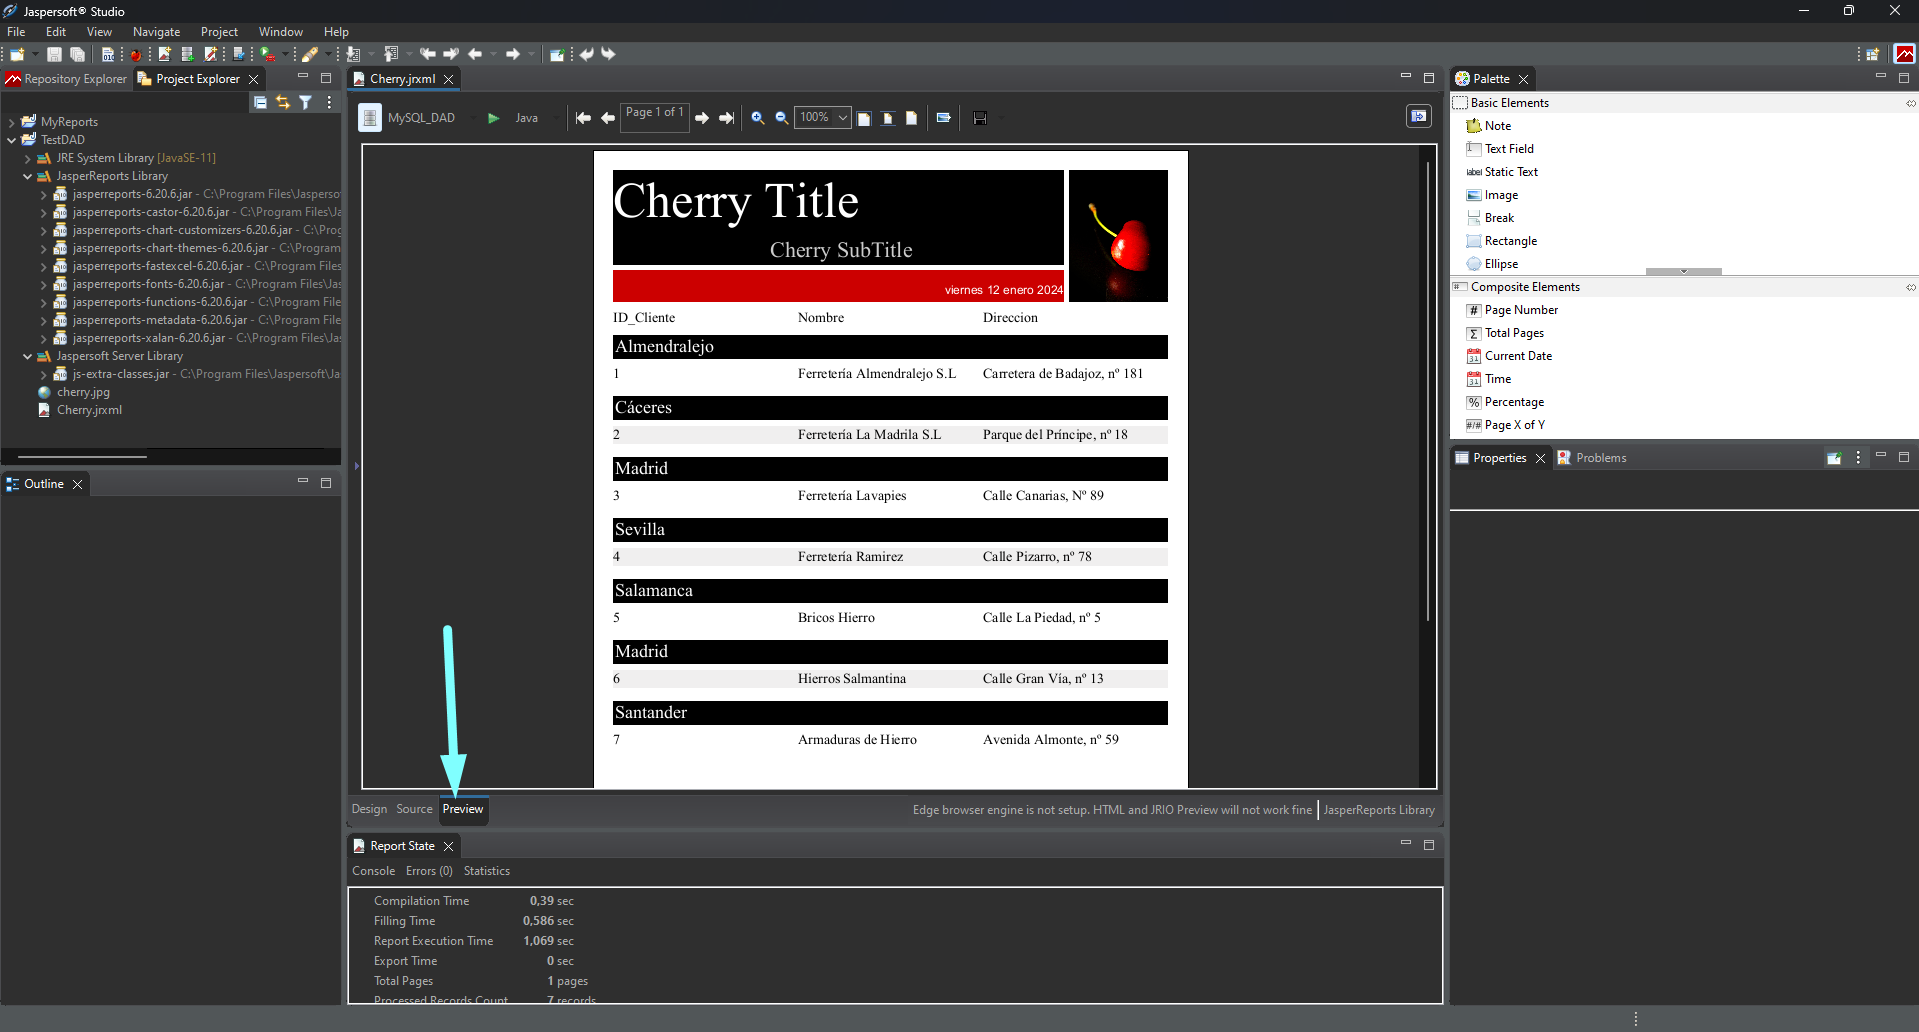 Jaspersoft® Studio
File Edit View Navigate Project Window Help
Repository Explorer Project Explorer
MyReports
TestDAD
JRE System Library [JavaSE-11]
JasperReports Library
jasperreports-6.20.6.jar - C:\Program Files\Jasperso
jasperreports-castor-6.20.6.jar - C:\Program Files\Ja
jasperreports-chart-customizers-6.20.6.jar - C:\Prog
jasperreports-chart-themes-6.20.6.jar - C:\Program
jasperreports-fastexcel-6.20.6.jar - C:\Program Files
jasperreports-fonts-6.20.6.jar - C:\Program Files\Jas
jasperreports-functions-6.20.6.jar - C:\Program File
jasperreports-metadata-6.20.6.jar - C:\Program File
jasperreports-xalan-6.20.6.jar - C:\Program Files\Jas
Jaspersoft Server Library
js-extra-classes.jar - C:\Program Files\Jaspersoft\Ja
cherry.jpg
Cherry.jrxml
Outline
Cherry.jrxml
MySQL_DAD Java Page 1 of 1 100%
Cherry Title
Cherry SubTitle
viernes 12 enero 2024
ID_Cliente Nombre Direccion
Almendralejo
1 Ferretería Almendralejo S.L Carretera de Badajoz, nº 181
Cáceres
2 Ferretería La Madrila S.L Parque del Príncipe, nº 18
Madrid
3 Ferretería Lavapies Calle Canarias, Nº 89
Sevilla
4 Ferretería Ramirez Calle Pizarro, nº 78
Salamanca
5 Bricos Hierro Calle La Piedad, nº 5
Madrid
6 Hierros Salmantina Calle Gran Vía, nº 13
Santander
7 Armaduras de Hierro Avenida Almonte, nº 59
Design Source Preview
Edge browser engine is not setup. HTML and JRIO Preview will not work fine JasperReports Library
Report State
Console Errors (0) Statistics
Compilation Time 0,39 sec
Filling Time 0,586 sec
Report Execution Time 1,069 sec
Export Time 0 sec
Total Pages 1 pages
Processed Records Count 7 records
Palette
Basic Elements
Note
Text Field
label Static Text
Image
Break
Rectangle
Ellipse
Composite Elements
# Page Number
Σ Total Pages
31 Current Date
31 Time
% Percentage
#/# Page X of Y
Properties Problems